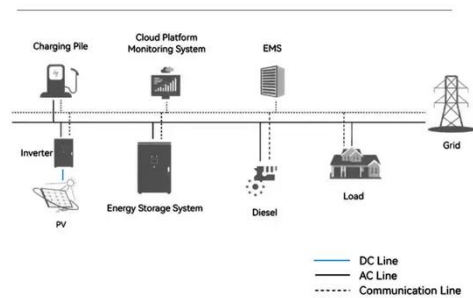 Charging Pile
Cloud Platform
Monitoring System
EMS
Grid
Inverter
PV
Energy Storage System
Diesel
Load
DC Line
AC Line
Communication Line